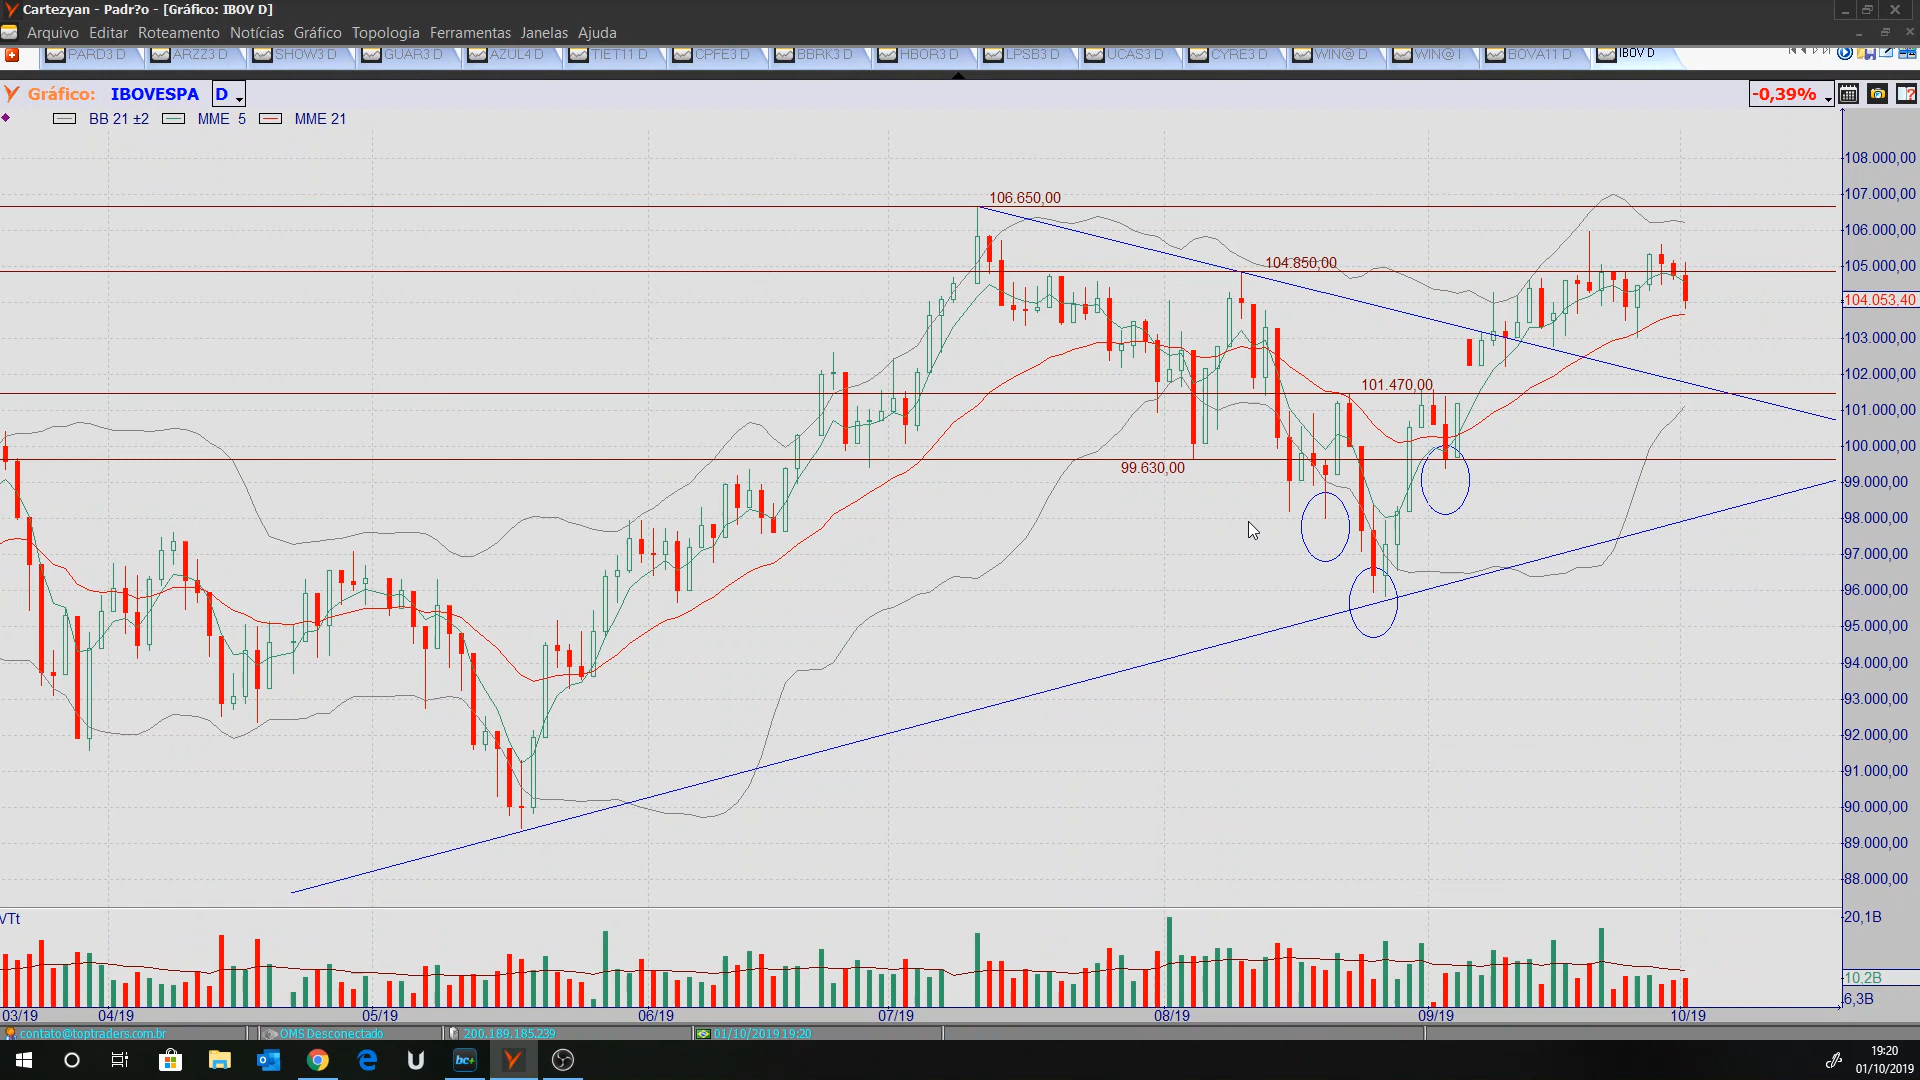 Cartezyan - Padr?o - [Gráfico: IBOV D]
Arquivo Editar Roteamento Notícias Gráfico Topologia Ferramentas Janelas Ajuda
PARD3 D ARZZ3 D SHOW3 D GUAR3 D AZUL4 D TIET11 D CPFE3 D BBRK3 D HBOR3 D LPSB3 D UCAS3 D CYRE3 D WIN@ D WIN@ I BOVA11 D IBOV D
Gráfico: IBOVESPA D -0,39%
BB 21 ±2 MME 5 MME 21
108.000,00
107.000,00
106.650,00
106.000,00
104.850,00
105.000,00
104.053,40
103.000,00
102.000,00
101.470,00
101.000,00
100.000,00
99.630,00
99.000,00
98.000,00
97.000,00
96.000,00
95.000,00
94.000,00
93.000,00
92.000,00
91.000,00
90.000,00
89.000,00
88.000,00
VTt
20,1B
10,2B
6,3B
03/19 04/19 05/19 06/19 07/19 08/19 09/19 10/19
contato@toptraders.com.br OMS Desconectado 200.189.185.239 01/10/2019 19:20
bc+
19:20
01/10/2019